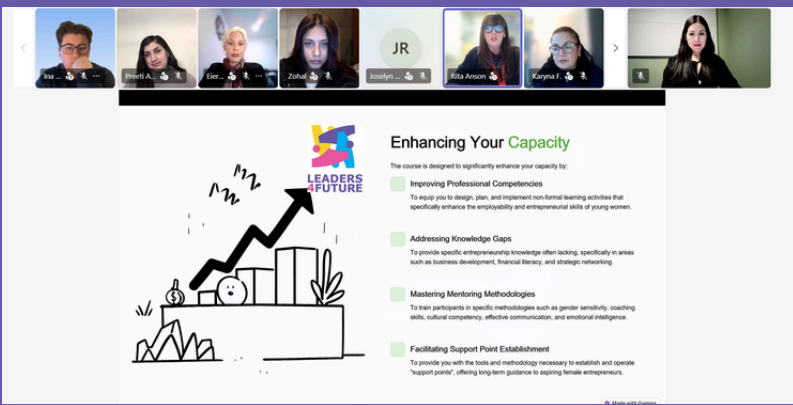 Ina ...
Preeti A...
Eier...
Zohal
JR
Joselyn ...
Rita Anson
Karyna F.
LEADERS
4FUTURE
Enhancing Your Capacity
The course is designed to significantly enhance your capacity by:
Improving Professional Competencies
To equip you to design, plan, and implement non-formal learning activities that
specifically enhance the employability and entrepreneurial skills of young women.
Addressing Knowledge Gaps
To provide specific entrepreneurship knowledge often lacking, specifically in areas
such as business development, financial literacy, and strategic networking.
Mastering Mentoring Methodologies
To train participants in specific methodologies such as gender sensitivity, coaching
skills, cultural competency, effective communication, and emotional intelligence.
Facilitating Support Point Establishment
To provide you with the tools and methodology necessary to establish and operate
"support points", offering long-term guidance to aspiring female entrepreneurs.
$
Made with Gamma